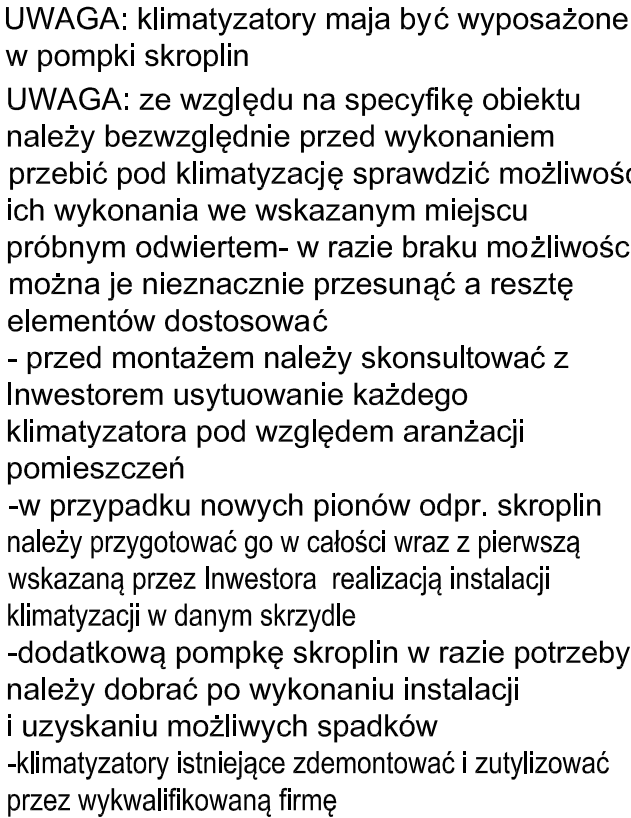 UWAGA: klimatyzatory maja być wyposażone
w pompki skroplin
UWAGA: ze względu na specyfikę obiektu
należy bezwzględnie przed wykonaniem
przebić pod klimatyzację sprawdzić możliwość
ich wykonania we wskazanym miejscu
próbnym odwiertem- w razie braku możliwośc
można je nieznacznie przesunąć a resztę
elementów dostosować
- przed montażem należy skonsultować z
Inwestorem usytuowanie każdego
klimatyzatora pod względem aranżacji
pomieszczeń
-w przypadku nowych pionów odpr. skroplin
należy przygotować go w całości wraz z pierwszą
wskazaną przez Inwestora realizacją instalacji
klimatyzacji w danym skrzydle
-dodatkową pompkę skroplin w razie potrzeby
należy dobrać po wykonaniu instalacji
i uzyskaniu możliwych spadków
-klimatyzatory istniejące zdemontować i zutylizować
przez wykwalifikowaną firmę